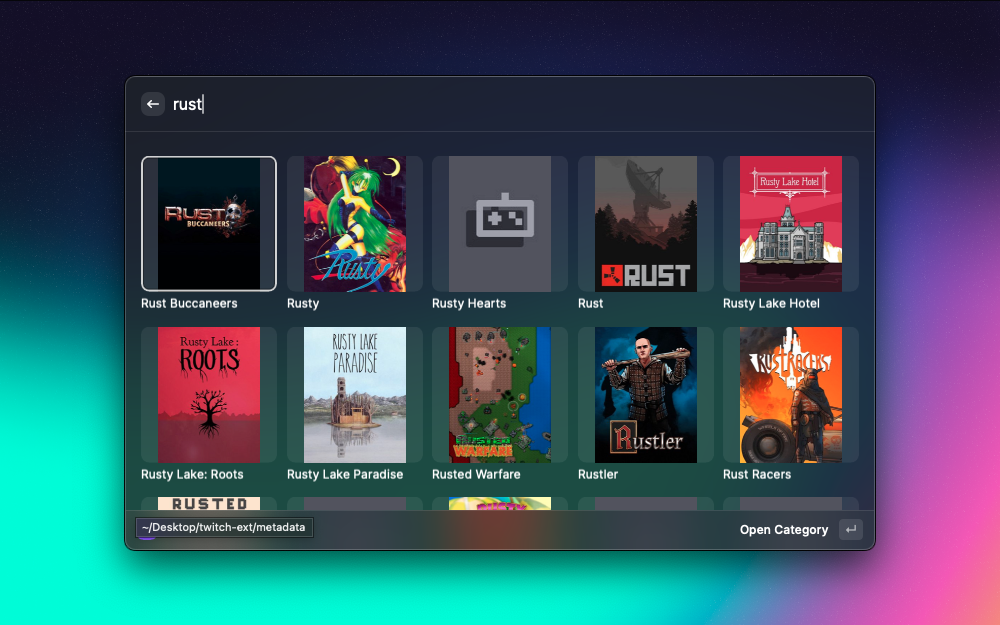 rust
RUST
BUCCANEERS
Rusty
RUST
Rusty Lake Hotel
Rust Buccaneers
Rusty
Rusty Hearts
Rust
Rusty Lake Hotel
Rusty Lake :
ROOTS
RUSTY LAKE
PARADISE
RUSTED
WARFARE
Rustler
RUST RACERS
Rusty Lake: Roots
Rusty Lake Paradise
Rusted Warfare
Rustler
Rust Racers
RUSTED
~/Desktop/twitch-ext/metadata
Open Category